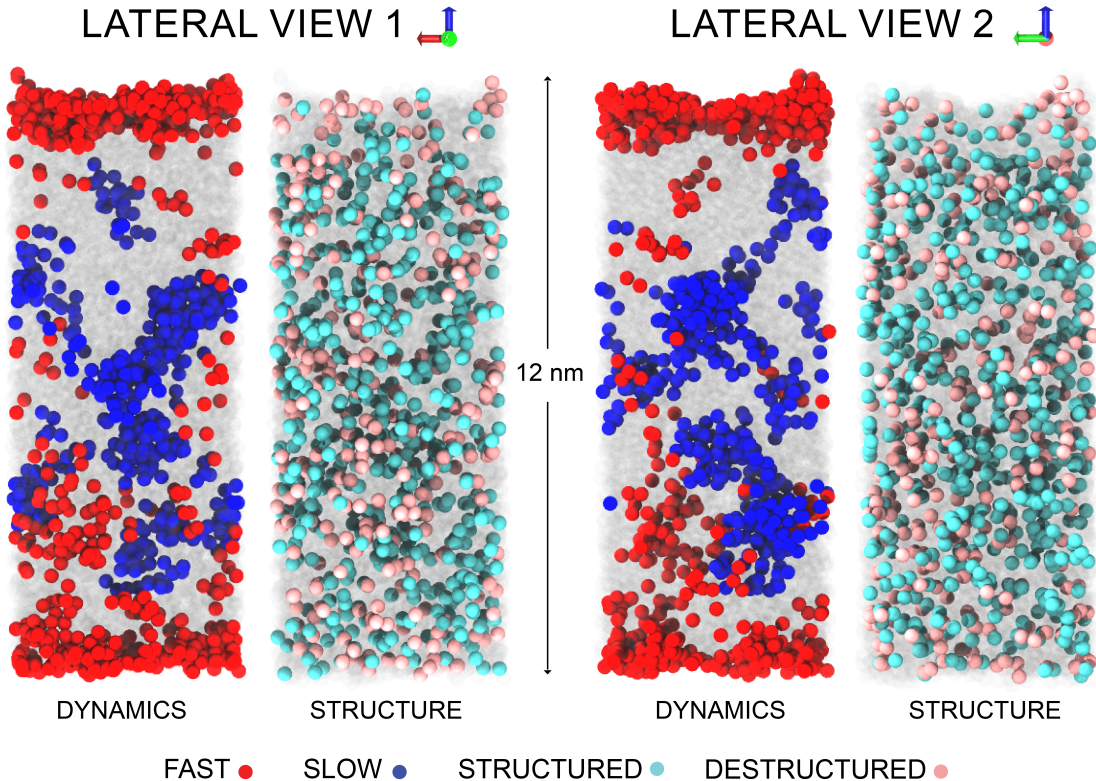 LATERAL VIEW 1
LATERAL VIEW 2
12 nm
DYNAMICS
STRUCTURE
DYNAMICS
STRUCTURE
FAST SLOW STRUCTURED DESTRUCTURED